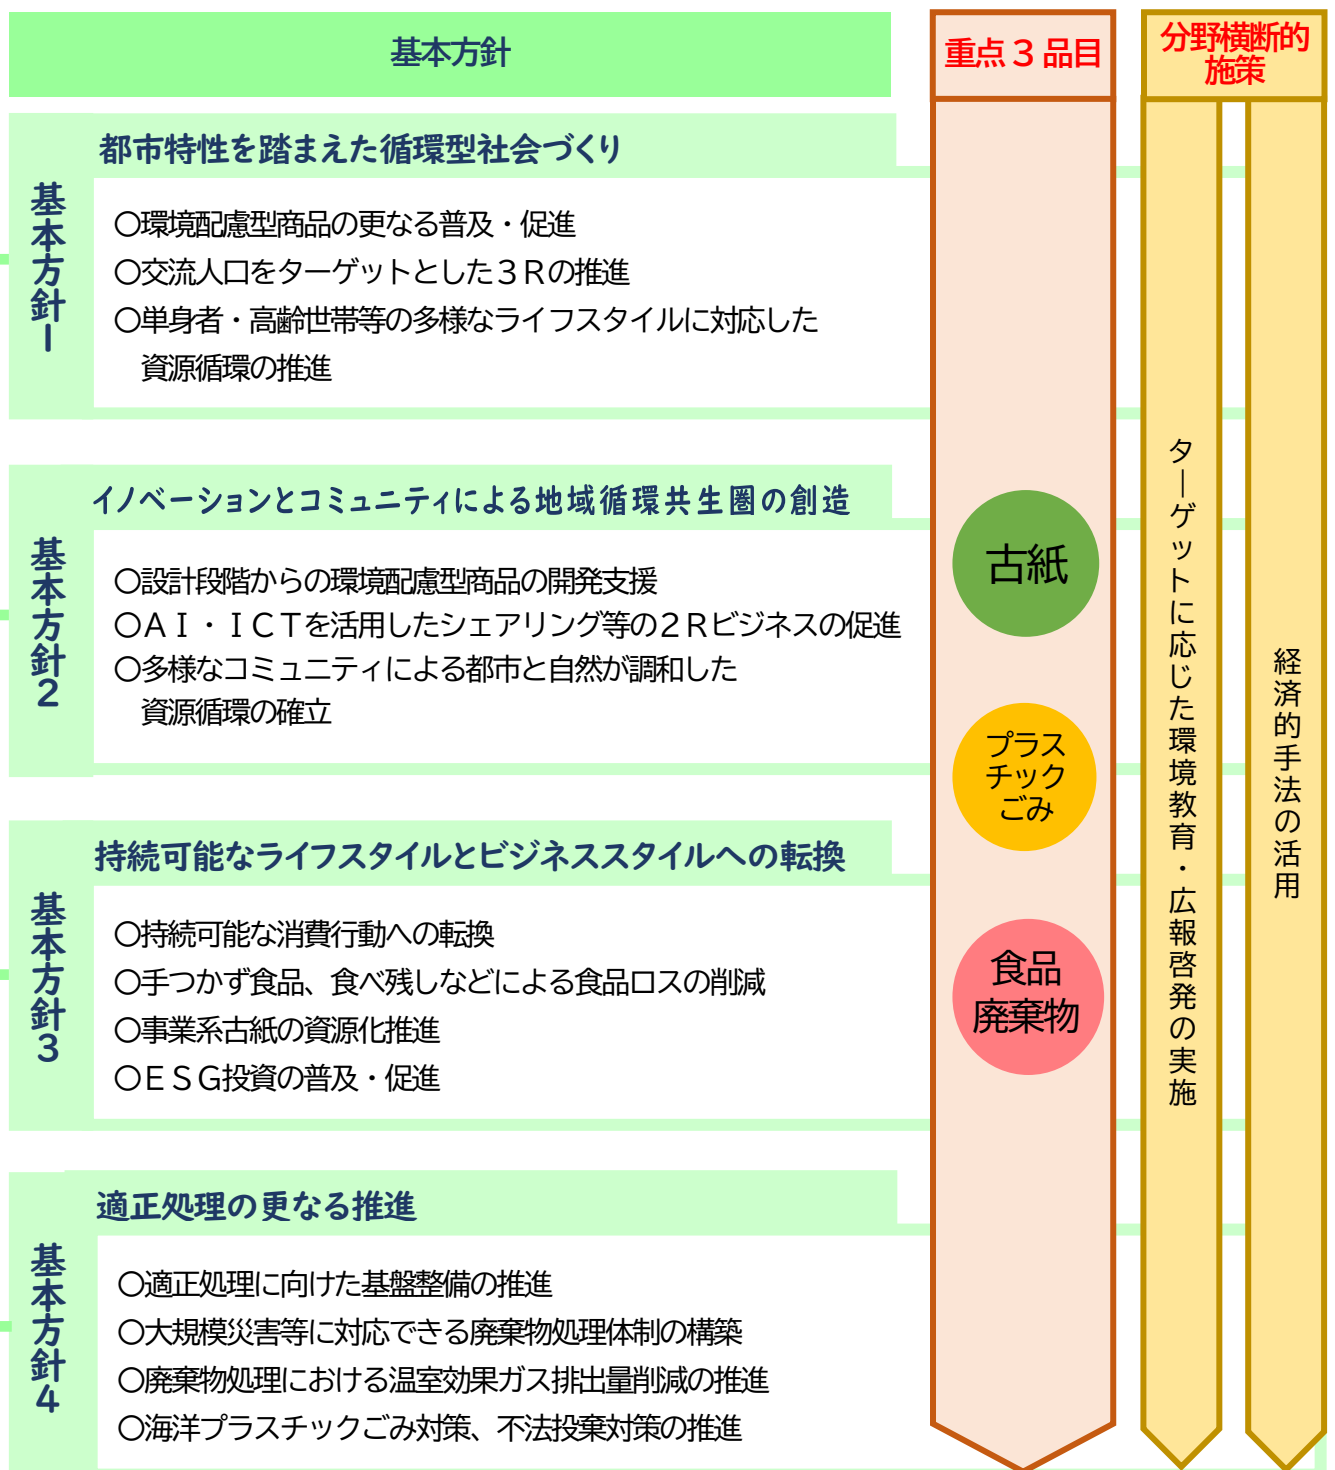 基本方針
重点３品目
分野横断的
施策
基本方針1
都市特性を踏まえた循環型社会づくり
〇環境配慮型商品の更なる普及・促進
〇交流人口をターゲットとした３Ｒの推進
〇単身者・高齢世帯等の多様なライフスタイルに対応した
資源循環の推進
基本方針2
イノベーションとコミュニティによる地域循環共生圏の創造
〇設計段階からの環境配慮型商品の開発支援
〇ＡＩ・ＩＣＴを活用したシェアリング等の２Ｒビジネスの促進
〇多様なコミュニティによる都市と自然が調和した
資源循環の確立
基本方針3
持続可能なライフスタイルとビジネススタイルへの転換
〇持続可能な消費行動への転換
〇手つかず食品、食べ残しなどによる食品ロスの削減
〇事業系古紙の資源化推進
〇ＥＳＧ投資の普及・促進
基本方針4
適正処理の更なる推進
〇適正処理に向けた基盤整備の推進
〇大規模災害等に対応できる廃棄物処理体制の構築
〇廃棄物処理における温室効果ガス排出量削減の推進
〇海洋プラスチックごみ対策、不法投棄対策の推進
古紙
プラス
チック
ごみ
食品
廃棄物
ターゲットに応じた環境教育・広報啓発の実施
経済的手法の活用